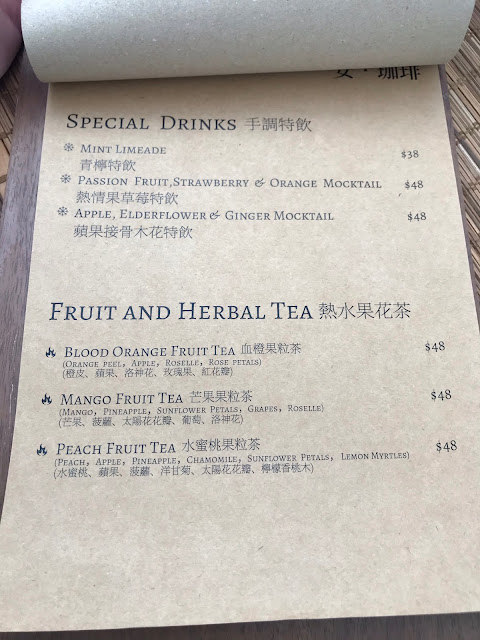 安·珈琲
SPECIAL DRINKS 手調特飲
MINT LIMEADE $38
青檸特飲
PASSION FRUIT,STRAWBERRY & ORANGE MOCKTAIL $48
熱情果草莓特飲
APPLE, ELDERFLOWER & GINGER MOCKTAIL $48
蘋果接骨木花特飲
FRUIT AND HERBAL TEA 熱水果花茶
BLOOD ORANGE FRUIT TEA 血橙果粒茶 $48
(ORANGE PEEL, APPLE, ROSELLE, ROSE PETALS)
(橙皮、蘋果、洛神花、玫瑰果、紅花瓣)
MANGO FRUIT TEA 芒果果粒茶 $48
(MANGO, PINEAPPLE, SUNFLOWER PETALS, GRAPES, ROSELLE)
(芒果、菠蘿、太陽花花瓣、葡萄、洛神花)
PEACH FRUIT TEA 水蜜桃果粒茶 $48
(PEACH, APPLE, PINEAPPLE, CHAMOMILE, SUNFLOWER PETALS, LEMON MYRTLES)
(水蜜桃、蘋果、菠蘿、洋甘菊、太陽花花瓣、檸檬香桃木)